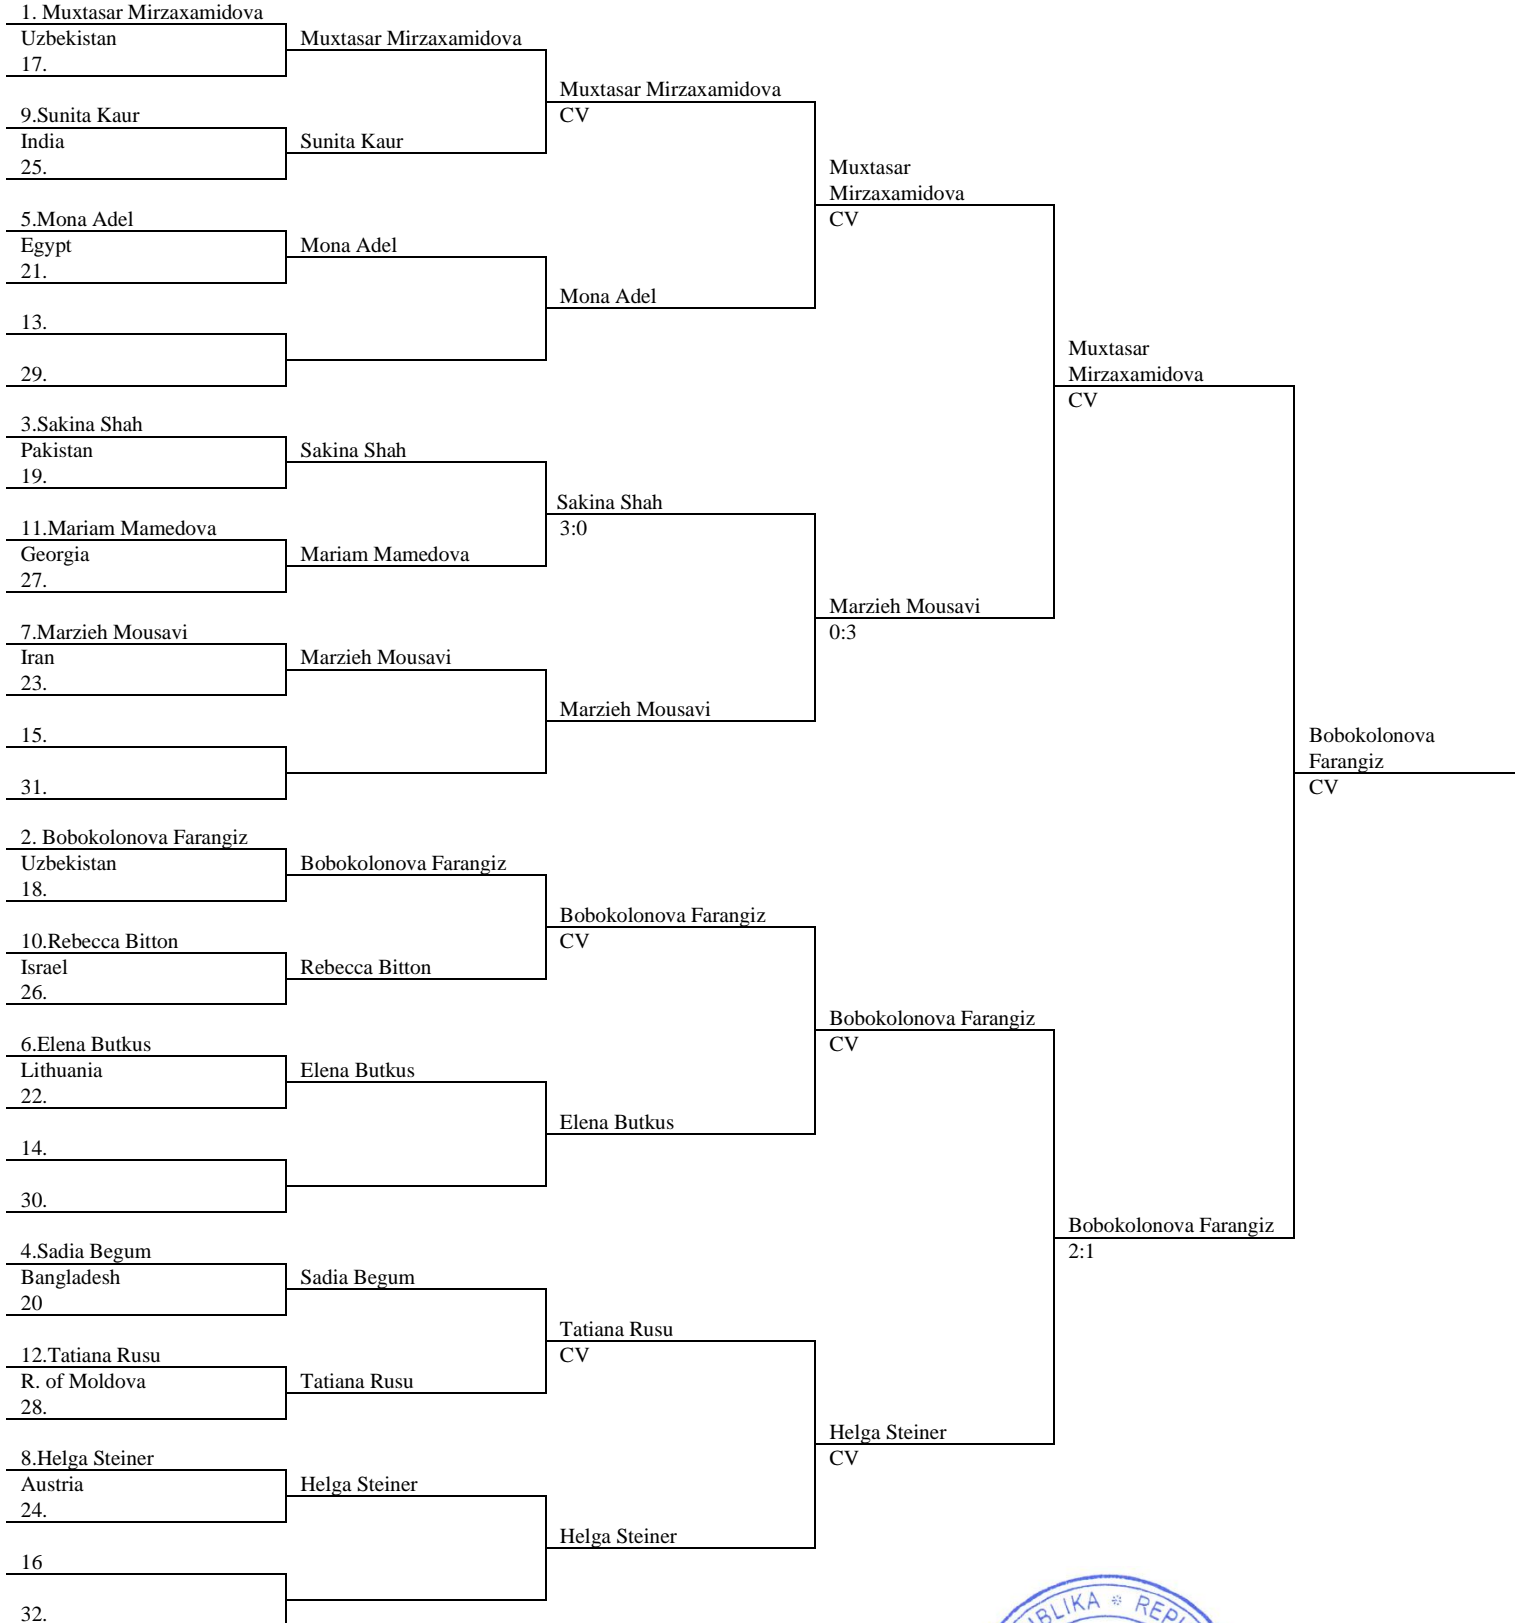 1. Muxtasar Mirzaxamidova
Uzbekistan
17.
Muxtasar Mirzaxamidova
Muxtasar Mirzaxamidova
CV
9.Sunita Kaur
India
25.
Sunita Kaur
Muxtasar
Mirzaxamidova
CV
5.Mona Adel
Egypt
21.
Mona Adel
Mona Adel
13.
29.
Muxtasar
Mirzaxamidova
CV
3.Sakina Shah
Pakistan
19.
Sakina Shah
Sakina Shah
3:0
11.Mariam Mamedova
Georgia
27.
Mariam Mamedova
Marzieh Mousavi
0:3
7.Marzieh Mousavi
Iran
23.
Marzieh Mousavi
Marzieh Mousavi
15.
31.
Bobokolonova
Farangiz
CV
2. Bobokolonova Farangiz
Uzbekistan
18.
Bobokolonova Farangiz
Bobokolonova Farangiz
CV
10.Rebecca Bitton
Israel
26.
Rebecca Bitton
Bobokolonova Farangiz
CV
6.Elena Butkus
Lithuania
22.
Elena Butkus
Elena Butkus
14.
30.
Bobokolonova Farangiz
2:1
4.Sadia Begum
Bangladesh
20
Sadia Begum
Tatiana Rusu
CV
12.Tatiana Rusu
R. of Moldova
28.
Tatiana Rusu
Helga Steiner
CV
8.Helga Steiner
Austria
24.
Helga Steiner
Helga Steiner
16
32.